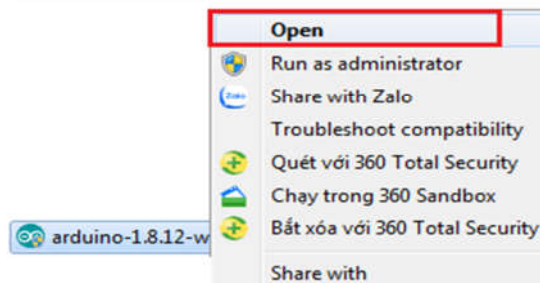 Open
Run as administrator
Share with Zalo
Troubleshoot compatibility
Quét với 360 Total Security
Chạy trong 360 Sandbox
Bắt xóa với 360 Total Security
arduino-1.8.12-w
Share with